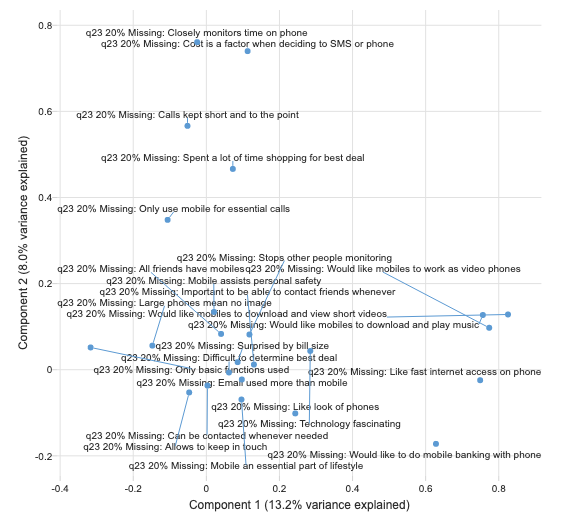 0.8
q23 20% Missing: Closely monitors time on phone
q23 20% Missing: Cost is a factor when deciding to SMS or phone
0.6
q23 20% Missing: Calls kept short and to the point
q23 20% Missing: Spent a lot of time shopping for best deal
0.4
q23 20% Missing: Only use mobile for essential calls
q23 20% Missing: Stops other people monitoring
q23 20% Missing: All friends have mobiles
q23 20% Missing: Would like mobiles to work as video phones
0.2
q23 20% Missing: Mobile assists personal safety
q23 20% Missing: Important to be able to contact friends whenever
q23 20% Missing: Large phones mean no image
q23 20% Missing: Would like mobiles to download and view short videos
q23 20% Missing: Would like mobiles to download and play music
q23 20% Missing: Surprised by bill size
q23 20% Missing: Difficult to determine best deal
0
q23 20% Missing: Only basic functions used
q23 20% Missing: Like fast internet access on phone
q23 20% Missing: Email used more than mobile
q23 20% Missing: Like look of phones
q23 20% Missing: Technology fascinating
q23 20% Missing: Can be contacted whenever needed
q23 20% Missing: Allows to keep in touch
-0.2
q23 20% Missing: Would like to do mobile banking with phone
q23 20% Missing: Mobile an essential part of lifestyle
-0.4
-0.2
0
0.2
0.4
0.6
0.8
Component 1 (13.2% variance explained)
Component 2 (8.0% variance explained)